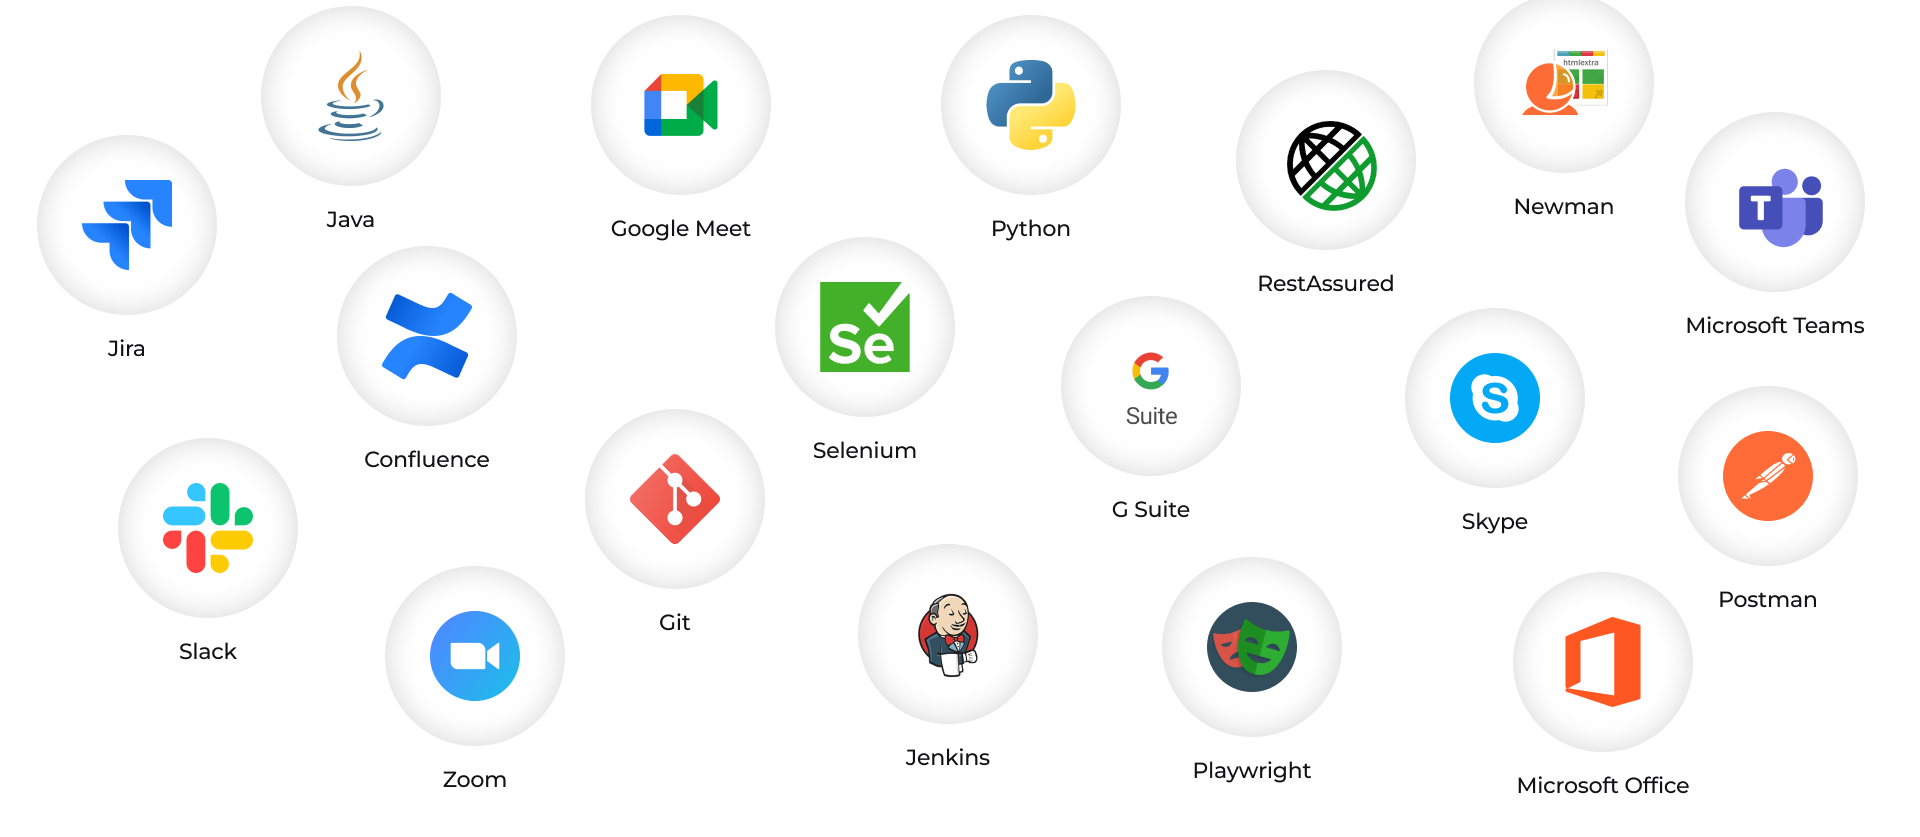 Java
Google Meet
Python
htmlextra
Newman
RestAssured
T
Microsoft Teams
Jira
Confluence
Se
Selenium
G
Suite
G Suite
S
Skype
Postman
Slack
Git
Zoom
Jenkins
Playwright
Microsoft Office